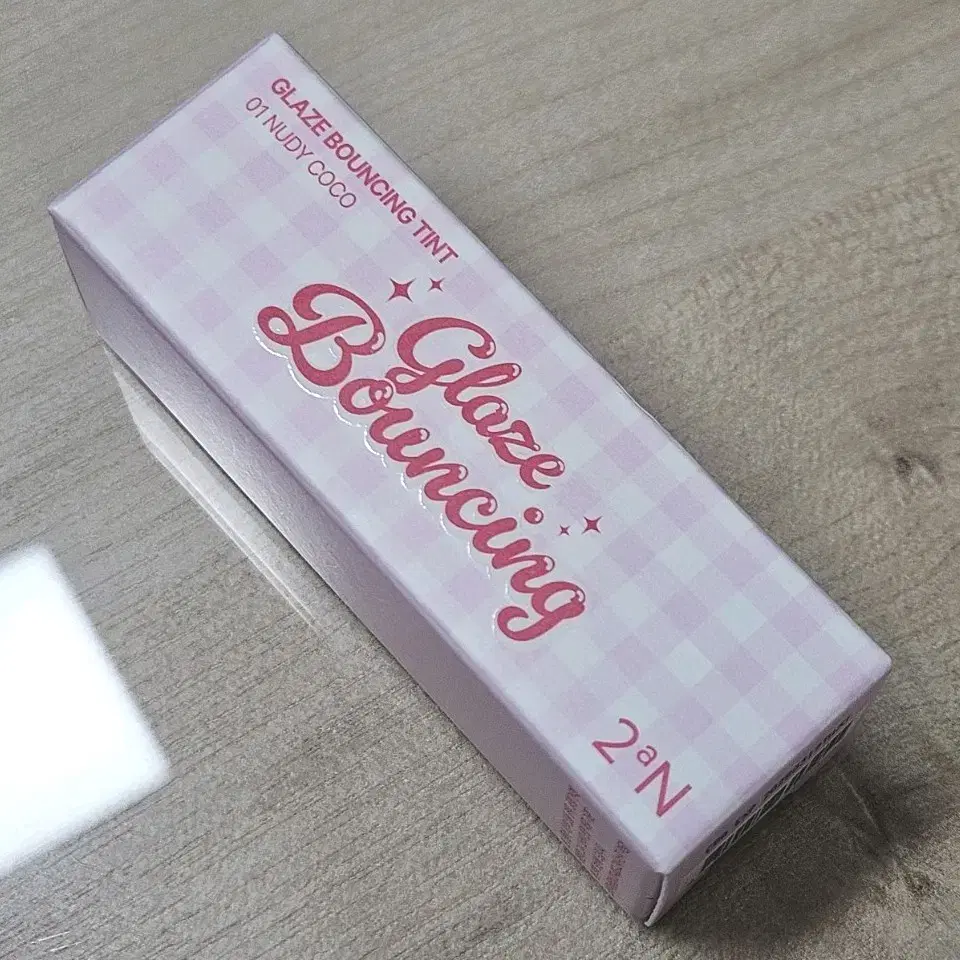 GLAZE BOUNCING TINT
01 NUDY COCO
Glaze
Bouncing
2aN